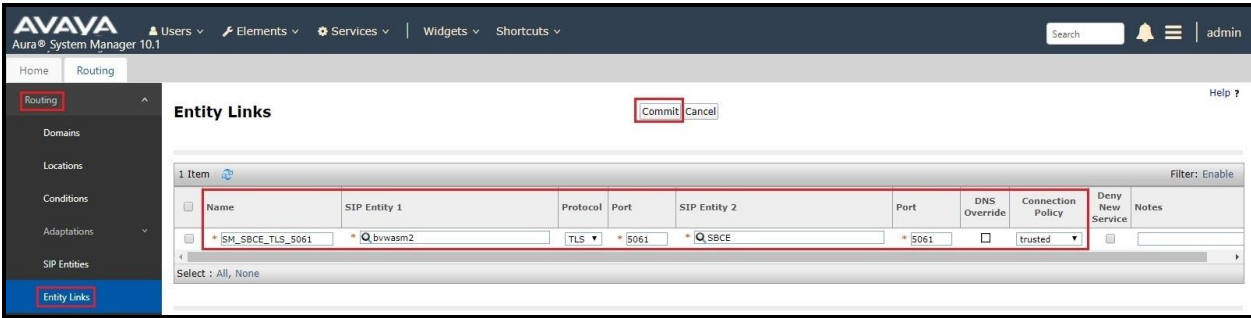 AVAYA
Aura® System Manager 10.1
Users Elements Services | Widgets Shortcuts
Search
admin
Home Routing
Routing
Help ?
Entity Links
Commit Cancel
Domains
Locations
1 Item
Filter: Enable
Conditions
Name SIP Entity 1 Protocol Port SIP Entity 2 Port DNS Override Connection Policy Deny New Service Notes
Adaptations
* SM_SBCE_TLS_5061 * bvwasm2 TLS * 5061 * SBCE * 5061 trusted
SIP Entities
Select : All, None
Entity Links